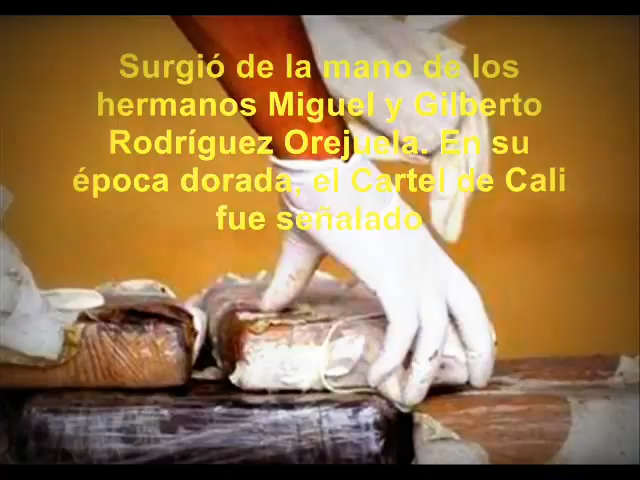 Surgió de la mano de los
hermanos Miguel y Gilberto
Rodríguez Orejuela. En su
época dorada, el Cartel de Cali
fue señalado